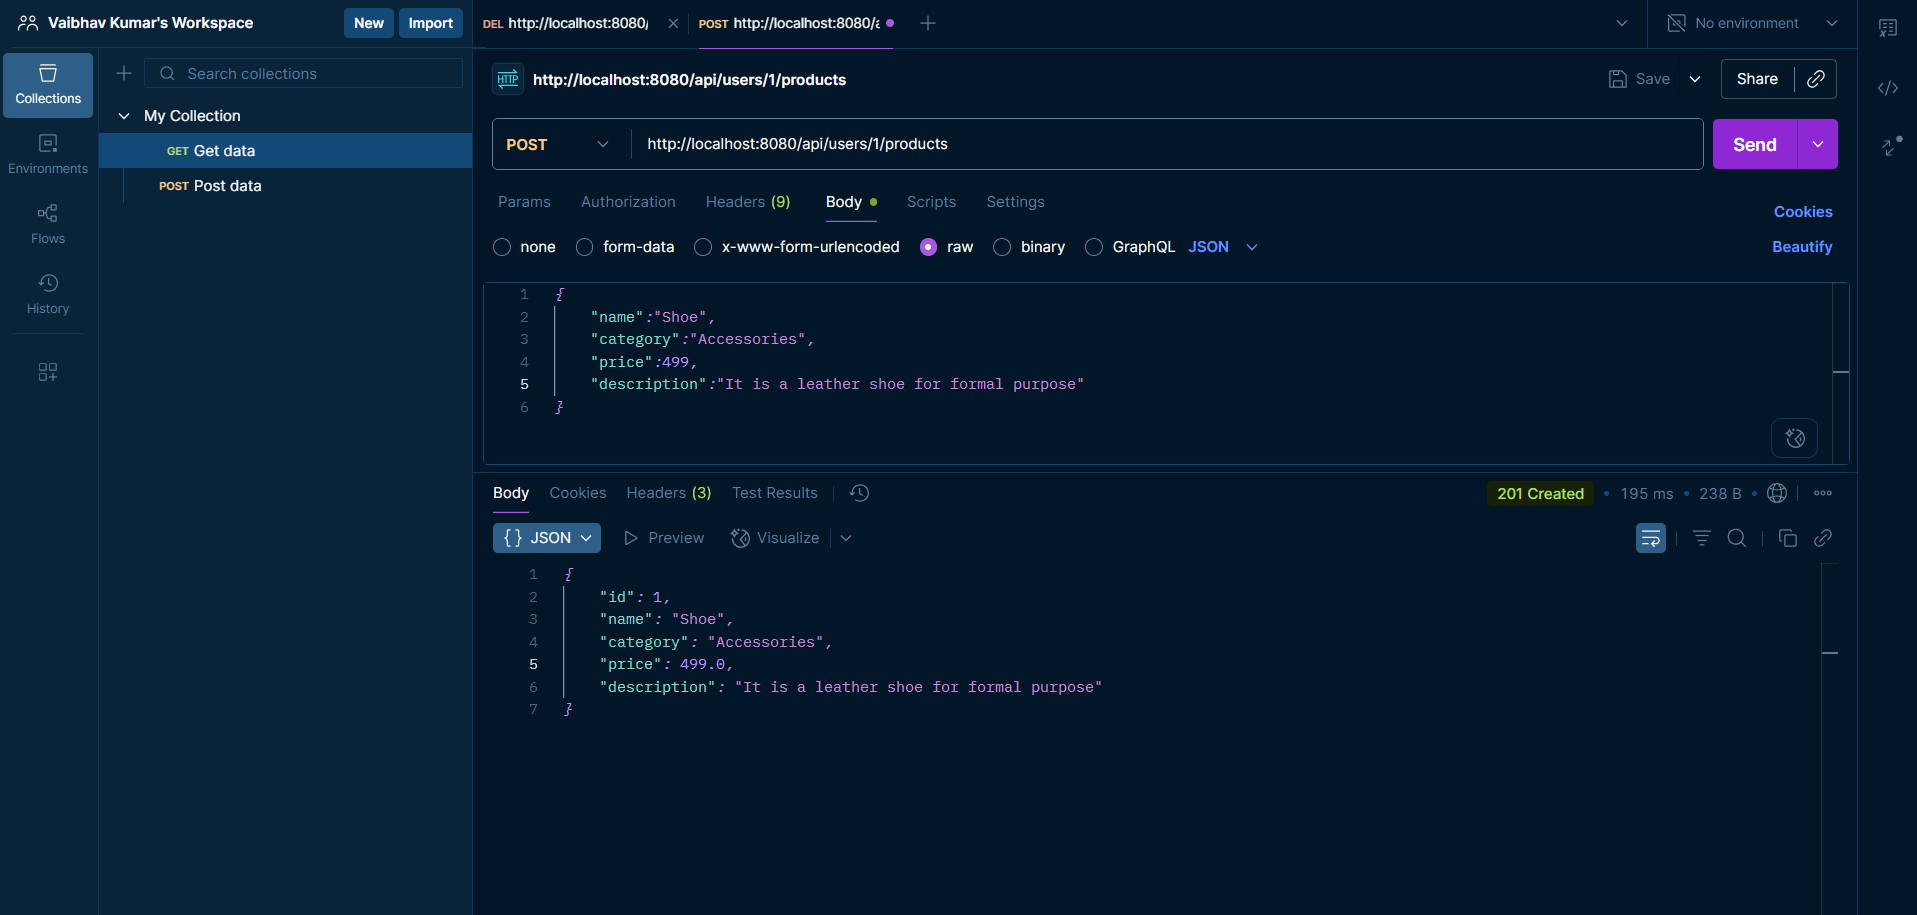 Vaibhav Kumar's Workspace
New
Import
DEL http://localhost:8080/
POST http://localhost:8080/a
No environment
Collections
Environments
Flows
History
Search collections
My Collection
GET Get data
POST Post data
HTTP http://localhost:8080/api/users/1/products
Save
Share
POST
http://localhost:8080/api/users/1/products
Send
Params
Authorization
Headers (9)
Body
Scripts
Settings
Cookies
none
form-data
x-www-form-urlencoded
raw
binary
GraphQL
JSON
Beautify
1 {
2 "name":"Shoe",
3 "category":"Accessories",
4 "price":499,
5 "description":"It is a leather shoe for formal purpose"
6 }
Body
Cookies
Headers (3)
Test Results
201 Created
195 ms
238 B
{} JSON
Preview
Visualize
1 {
2 "id": 1,
3 "name": "Shoe",
4 "category": "Accessories",
5 "price": 499.0,
6 "description": "It is a leather shoe for formal purpose"
7 }